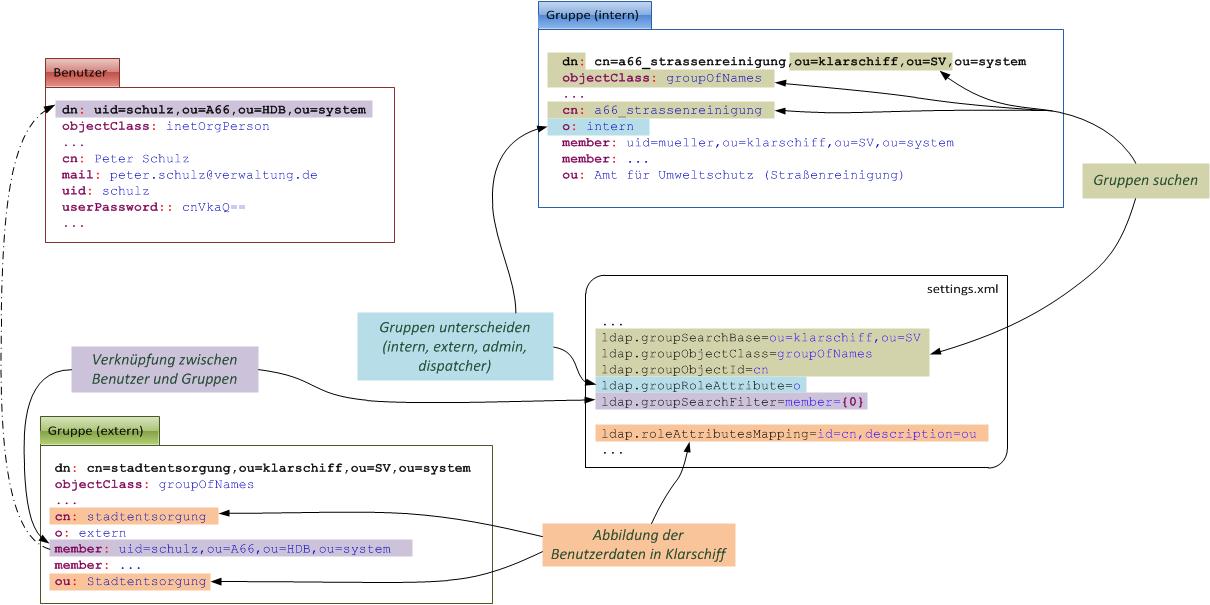 Gruppe (intern)
dn: cn=a66_strassenreinigung,ou=klarschiff,ou=SV,ou=system
objectClass: groupOfNames
...
cn: a66_strassenreinigung
o: intern
member: uid=mueller,ou=klarschiff,ou=SV,ou=system
member: ...
ou: Amt für Umweltschutz (Straßenreinigung)
Benutzer
dn: uid=schulz,ou=A66,ou=HDB,ou=system
objectClass: inetOrgPerson
...
cn: Peter Schulz
mail: peter.schulz@verwaltung.de
uid: schulz
userPassword:: cnVkaQ==
...
Gruppen suchen
settings.xml
...
ldap.groupSearchBase=ou=klarschiff,ou=SV
ldap.groupObjectClass=groupOfNames
ldap.groupObjectId=cn
ldap.groupRoleAttribute=o
ldap.groupSearchFilter=member={0}
ldap.roleAttributesMapping=id=cn,description=ou
...
Gruppen unterscheiden
(intern, extern, admin,
dispatcher)
Verknüpfung zwischen
Benutzer und Gruppen
Gruppe (extern)
dn: cn=stadtentsorgung,ou=klarschiff,ou=SV,ou=system
objectClass: groupOfNames
...
cn: stadtentsorgung
o: extern
member: uid=schulz,ou=A66,ou=HDB,ou=system
member: ...
ou: Stadtentsorgung
Abbildung der
Benutzerdaten in Klarschiff